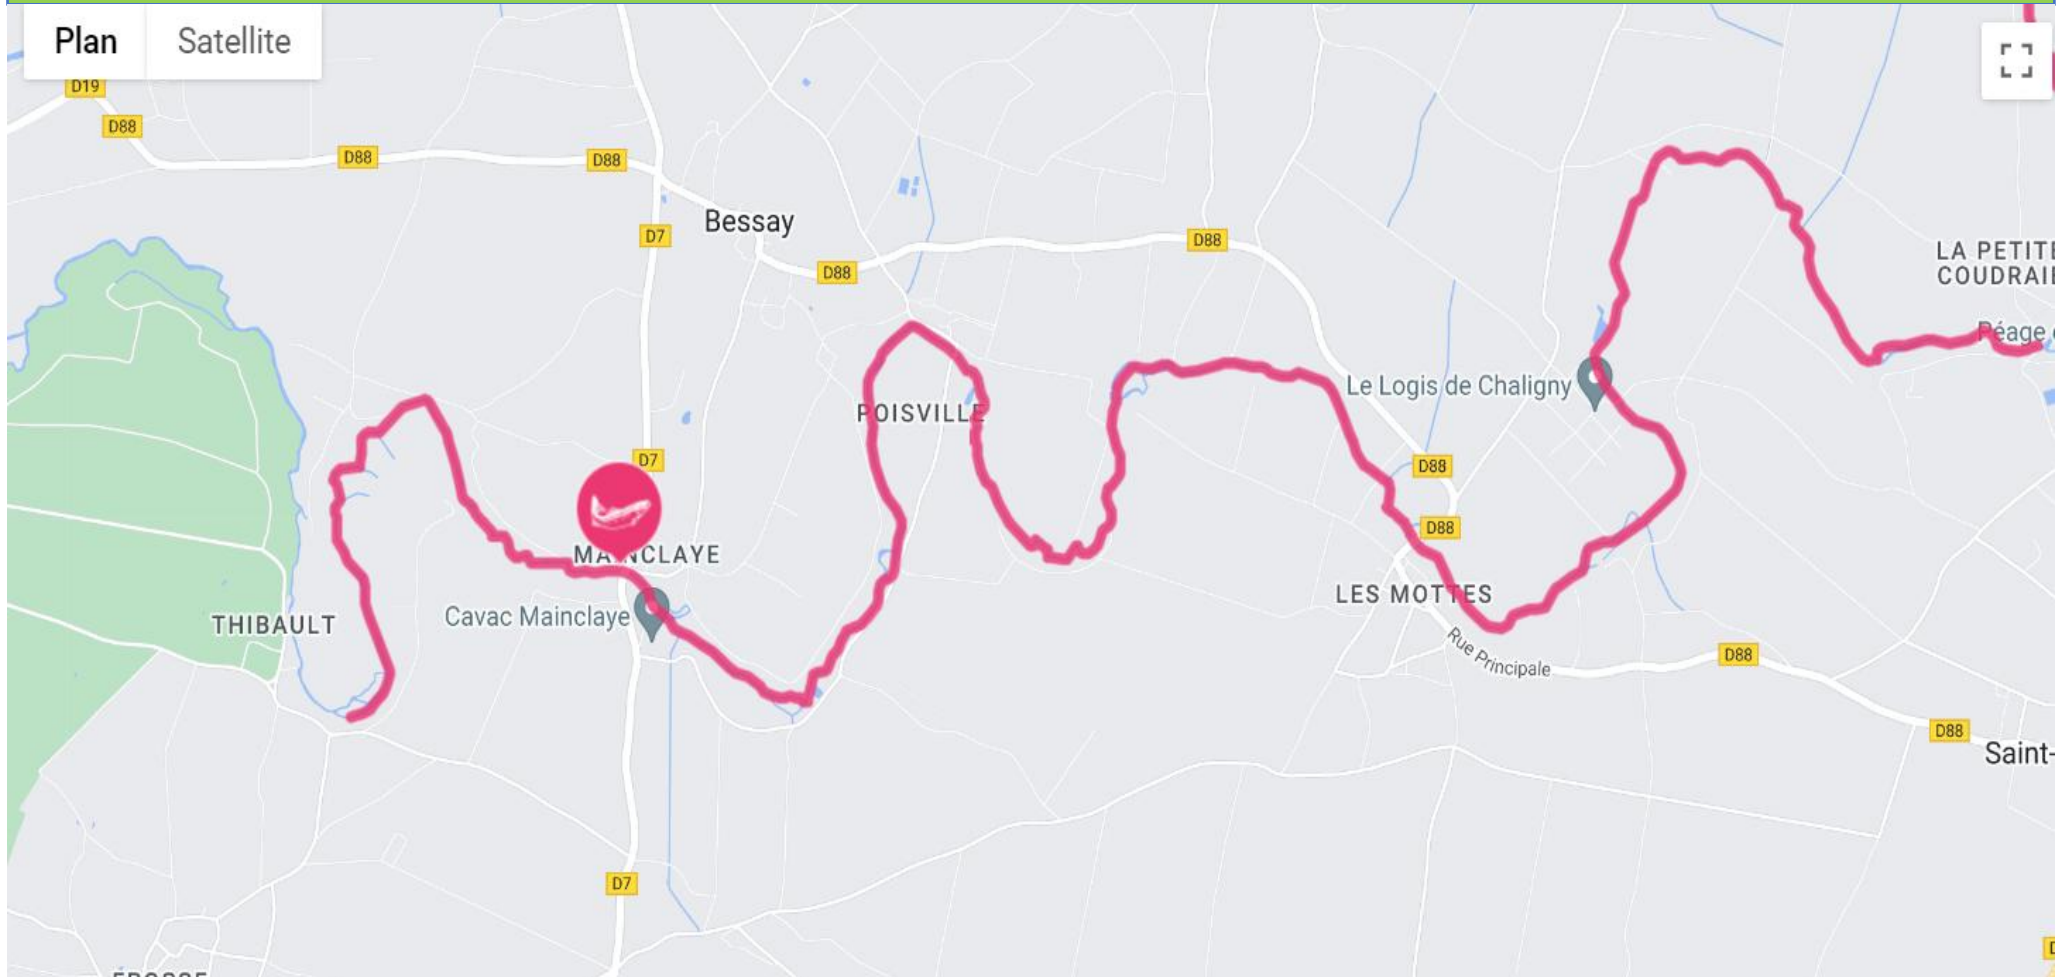 Plan
Satellite
D19
D88
D88
D88
Bessay
D7
D88
D88
LA PETITE
COUDRAIE
Péage
Le Logis de Chaligny
POISVILLE
D7
D88
D88
MAINCLAYE
LES MOTTES
Cavac Mainclaye
THIBAULT
Rue Principale
D88
D88
Saint-
D7